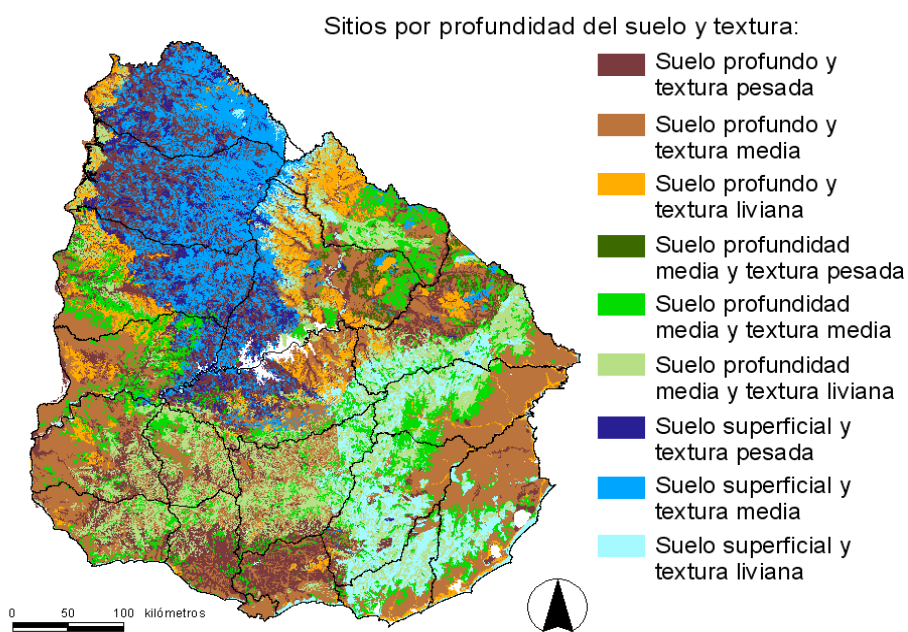 Sitios por profundidad del suelo y textura:
Suelo profundo y
textura pesada
Suelo profundo y
textura media
Suelo profundo y
textura liviana
Suelo profundidad
media y textura pesada
Suelo profundidad
media y textura media
Suelo profundidad
media y textura liviana
Suelo superficial y
textura pesada
Suelo superficial y
textura media
Suelo superficial y
textura liviana
0 50 100 kilómetros